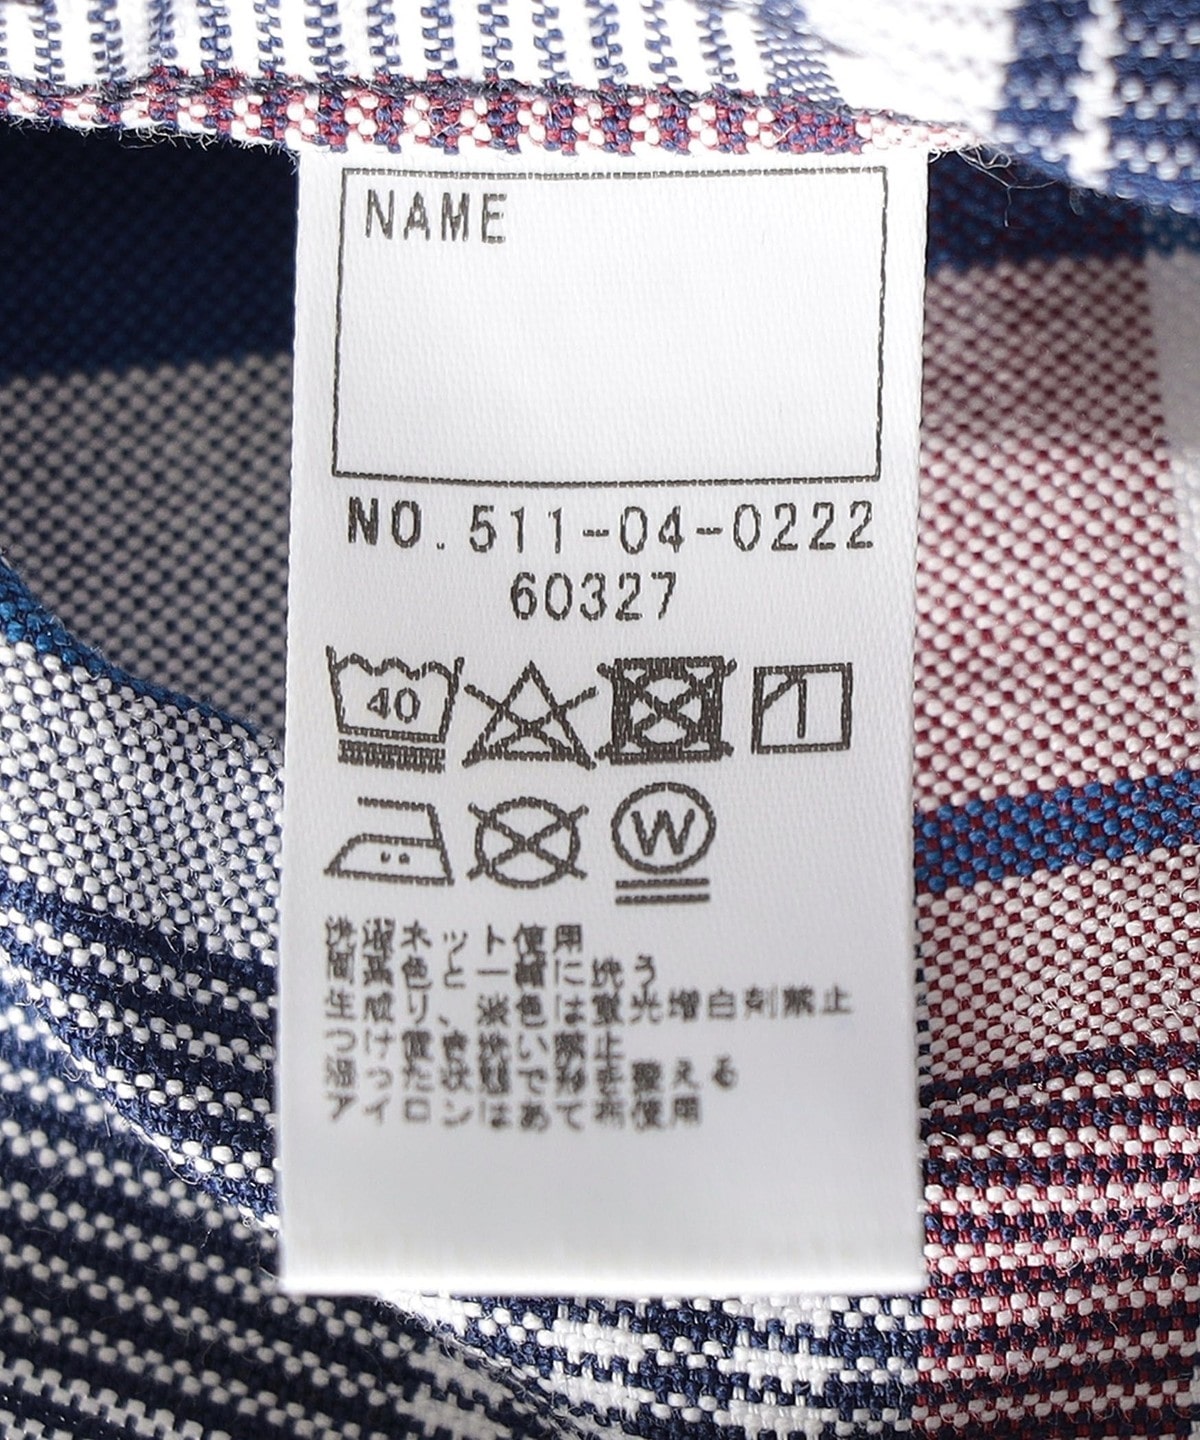 NAME
NO. 511-04-0222
60327
40
W
洗濯ネット使用
同系色と一緒に洗う
生成り、淡色は蛍光増白剤禁止
つけ置き洗い禁止
湿った状態で形を整える
アイロンはあて布使用